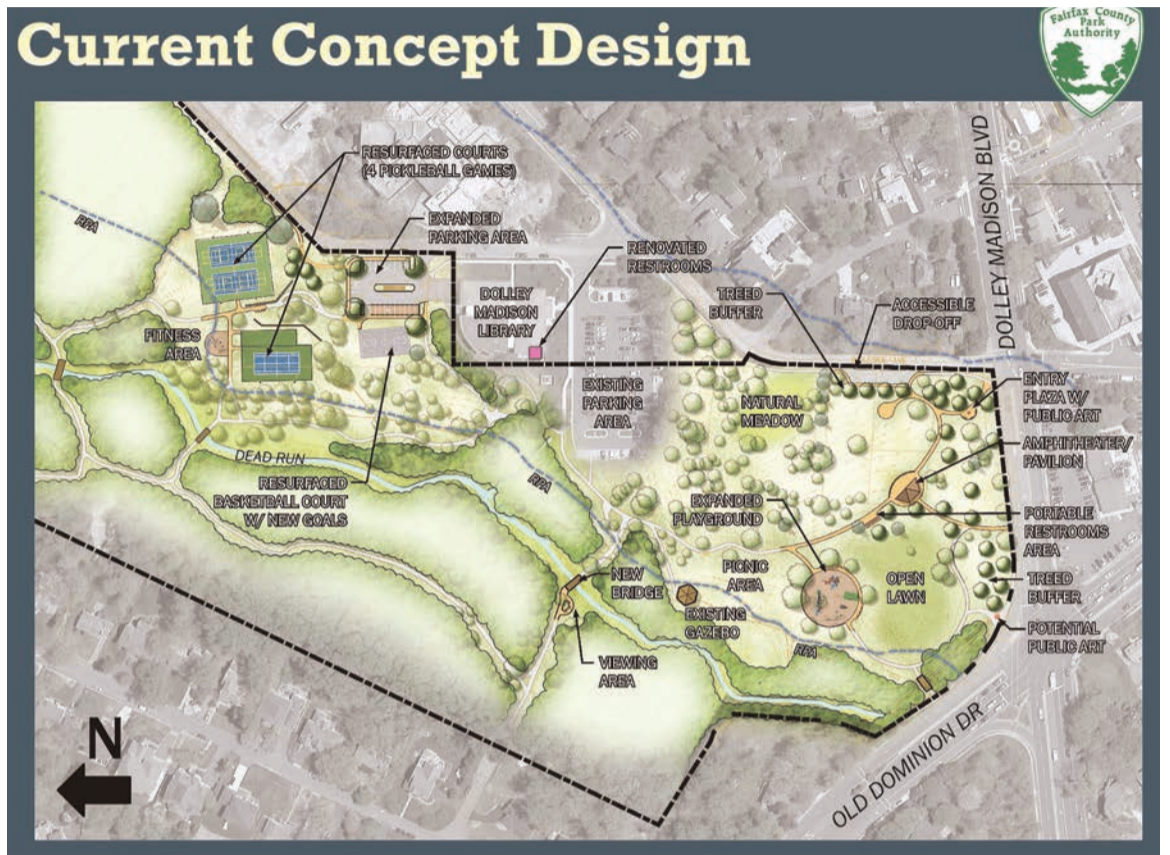 Current Concept Design
Fairfax County
Park
Authority
RESURFACED COURTS
(4 PICKLEBALL GAMES)
DOLLEY MADISON BLVD
RPA
EXPANDED
PARKING AREA
RENOVATED
RESTROOMS
DOLLEY
MADISON
LIBRARY
TREED
BUFFER
ACCESSIBLE
DROP-OFF
FITNESS
AREA
EXISTING
PARKING
AREA
NATURAL
MEADOW
ENTRY
PLAZA W/
PUBLIC ART
AMPHITHEATER/
PAVILION
DEAD RUN
RESURFACED
BASKETBALL COURT
W/ NEW GOALS
RPA
EXPANDED
PLAYGROUND
PORTABLE
RESTROOMS
AREA
NEW
BRIDGE
PICNIC
AREA
OPEN
LAWN
TREED
BUFFER
EXISTING
GAZEBO
RPA
POTENTIAL
PUBLIC ART
VIEWING
AREA
N
OLD DOMINION DR